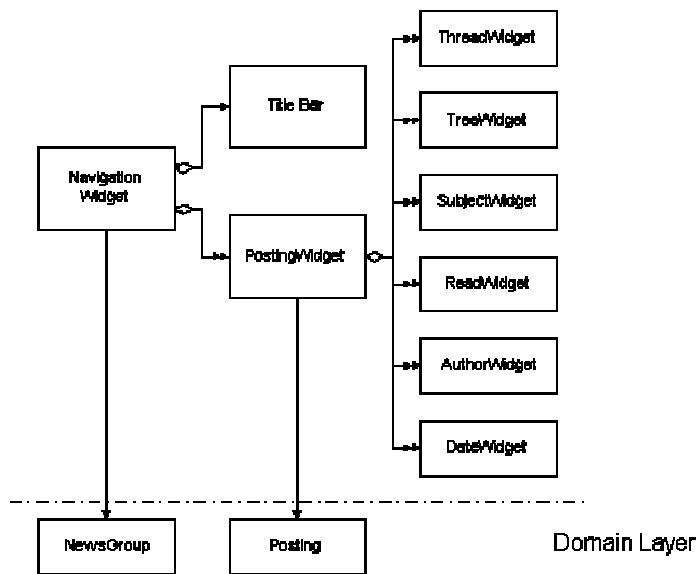 ThreadWidget
Title Bar
TreeWidget
Navigation
Widget
SubjectWidget
PostingWidget
ReadWidget
AuthorWidget
DateWidget
NewsGroup
Posting
Domain Layer